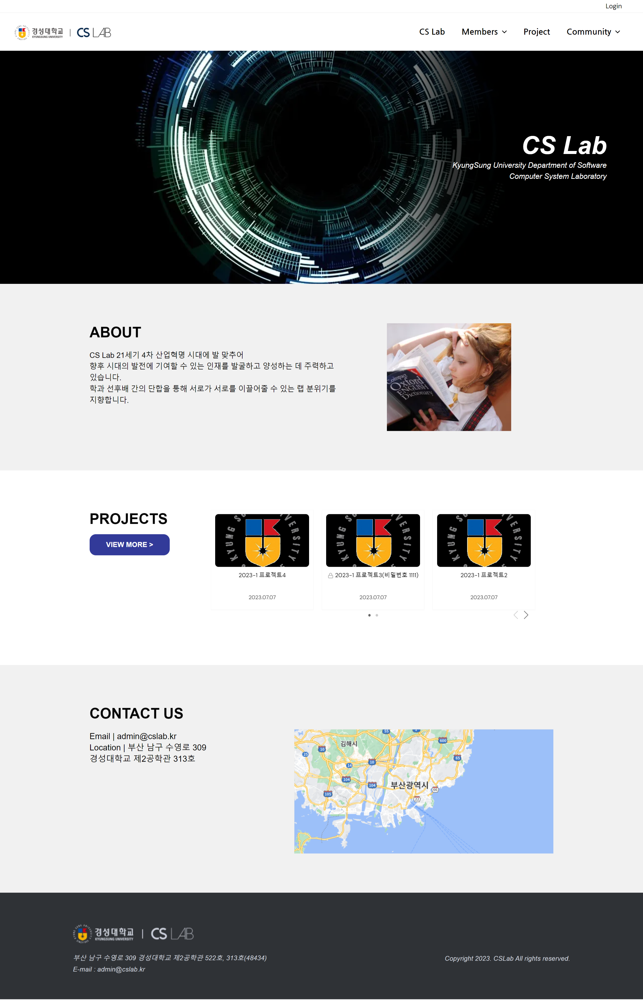 Login
경성대학교
KYUNGSUNG UNIVERSITY
CS LAB
CS Lab
Members
Project
Community
CS Lab
KyungSung University Department of Software
Computer System Laboratory
ABOUT
CS Lab 21세기 4차 산업혁명 시대에 발 맞추어
향후 시대의 발전에 기여할 수 있는 인재를 발굴하고 양성하는 데 주력하고
있습니다.
학과 선후배 간의 단합을 통해 서로가 서로를 이끌어줄 수 있는 랩 분위기를
지향합니다.
Compact
Oxford
ENGLISH
Dictionary
PROJECTS
VIEW MORE >
2023-1 프로젝트4
2023.07.07
2023-1 프로젝트3(비밀번호 1111)
2023.07.07
2023-1 프로젝트2
2023.07.07
CONTACT US
Email | admin@cslab.kr
Location | 부산 남구 수영로 309
경성대학교 제2공학관 313호
55
김해시
600
10
25
65
10
14
104
104
부산광역시
66
105
22
경성대학교
KYUNGSUNG UNIVERSITY
| CS LAB
부산 남구 수영로 309 경성대학교 제2공학관 522호, 313호(48434)
E-mail : admin@cslab.kr
Copyright 2023. CSLab All rights reserved.